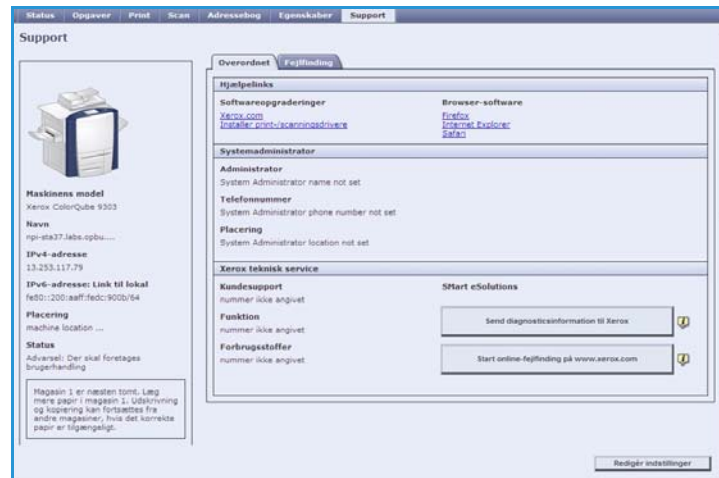 Status Opgaver Print Scan Adressebog Egenskaber Support
Support
Maskinens model
Xerox ColorQube 9303
Navn
npi-sta37.labs.opbu....
IPv4-adresse
13.253.117.79
IPv6-adresse: Link til lokal
fe80::200:aaff:fedc:900b/64
Placering
machine location ...
Status
Advarsel: Der skal foretages
brugerhandling
Magasin 1 er næsten tomt. Læg
mere papir i magasin 1. Udskrivning
og kopiering kan fortsættes fra
andre magasiner, hvis det korrekte
papir er tilgængeligt.
Overordnet Fejlfinding
Hjælpelinks
Softwareopgraderinger
Xerox.com
Installer print-/scanningsdrivere
Browser-software
Firefox
Internet Explorer
Safari
Systemadministrator
Administrator
System Administrator name not set
Telefonnummer
System Administrator phone number not set
Placering
System Administrator location not set
Xerox teknisk service
Kundesupport
nummer ikke angivet
Funktion
nummer ikke angivet
Forbrugsstoffer
nummer ikke angivet
SMart eSolutions
Send diagnosticsinformation til Xerox
Start online-fejlfinding på www.xerox.com
Redigér indstillinger